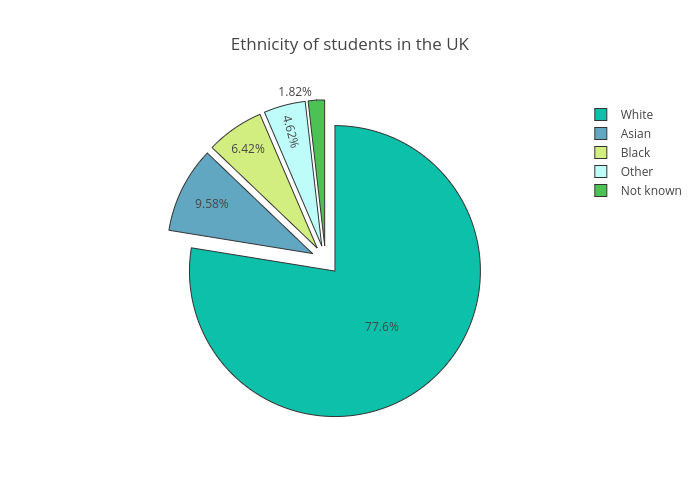 Ethnicity of students in the UK
1.82%
4.62%
6.42%
9.58%
77.6%
White
Asian
Black
Other
Not known